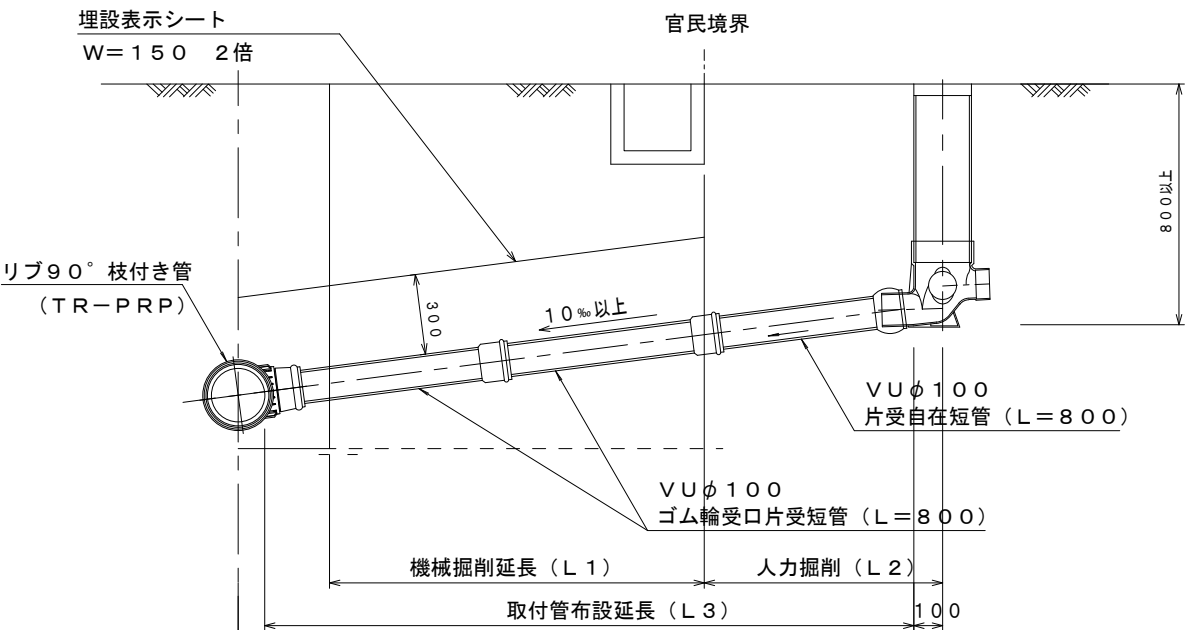 埋設表示シート
W=150 2倍
官民境界
800以上
リブ90°枝付き管
（TR－PRP）
300
10‰以上
VUφ100
片受自在短管（L=800）
VUφ100
ゴム輪受口片受短管（L=800）
機械掘削延長（L1）
人力掘削（L2）
取付管布設延長（L3）
100